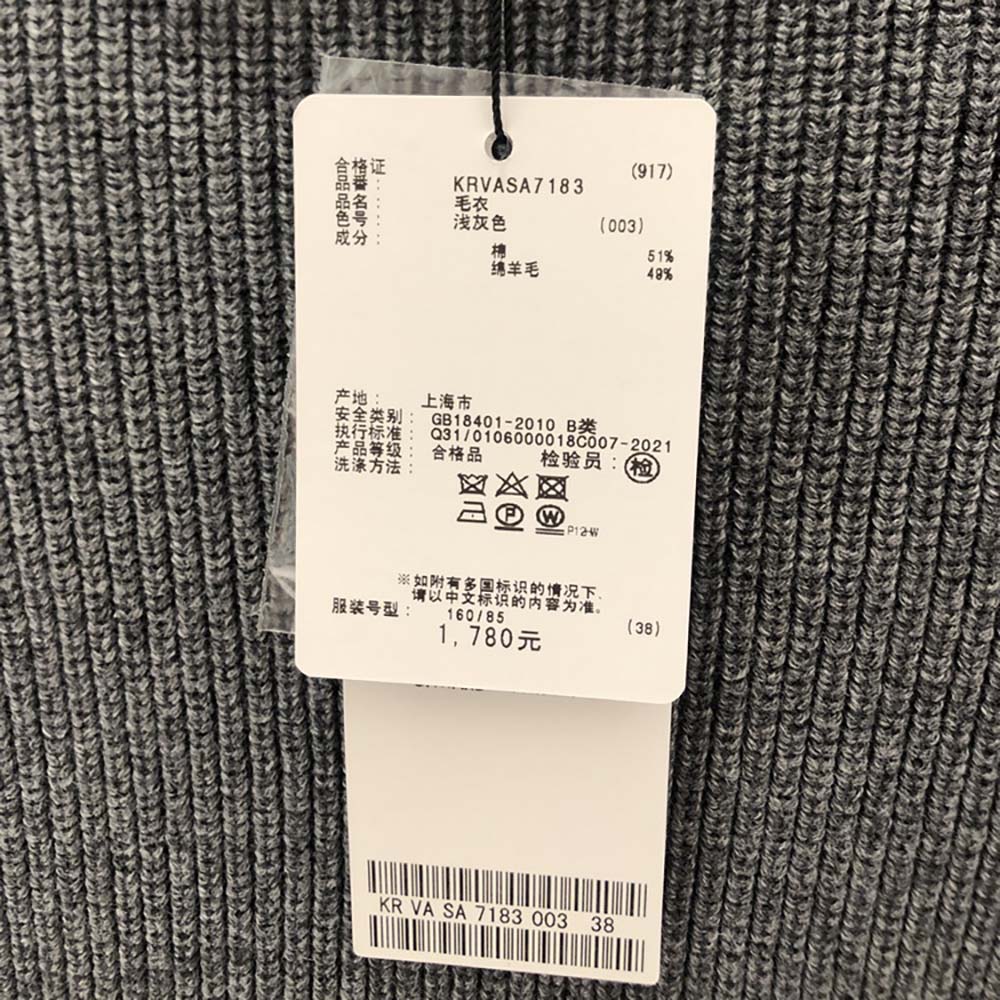 合格证 (917)
品番： KRVASA7183
品名： 毛衣
色号： 浅灰色 (003)
成分：
棉 51%
绵羊毛 49%
产地： 上海市
安全类别： GB18401-2010 B类
执行标准： Q31/0106000018C007-2021
产品等级： 合格品 检验员：检
洗涤方法：
P W P12-W
※如附有多国标识的情况下，
请以中文标识的内容为准。
服装号型： 160/85 (38)
1,780元
KR VA SA 7183 003 38